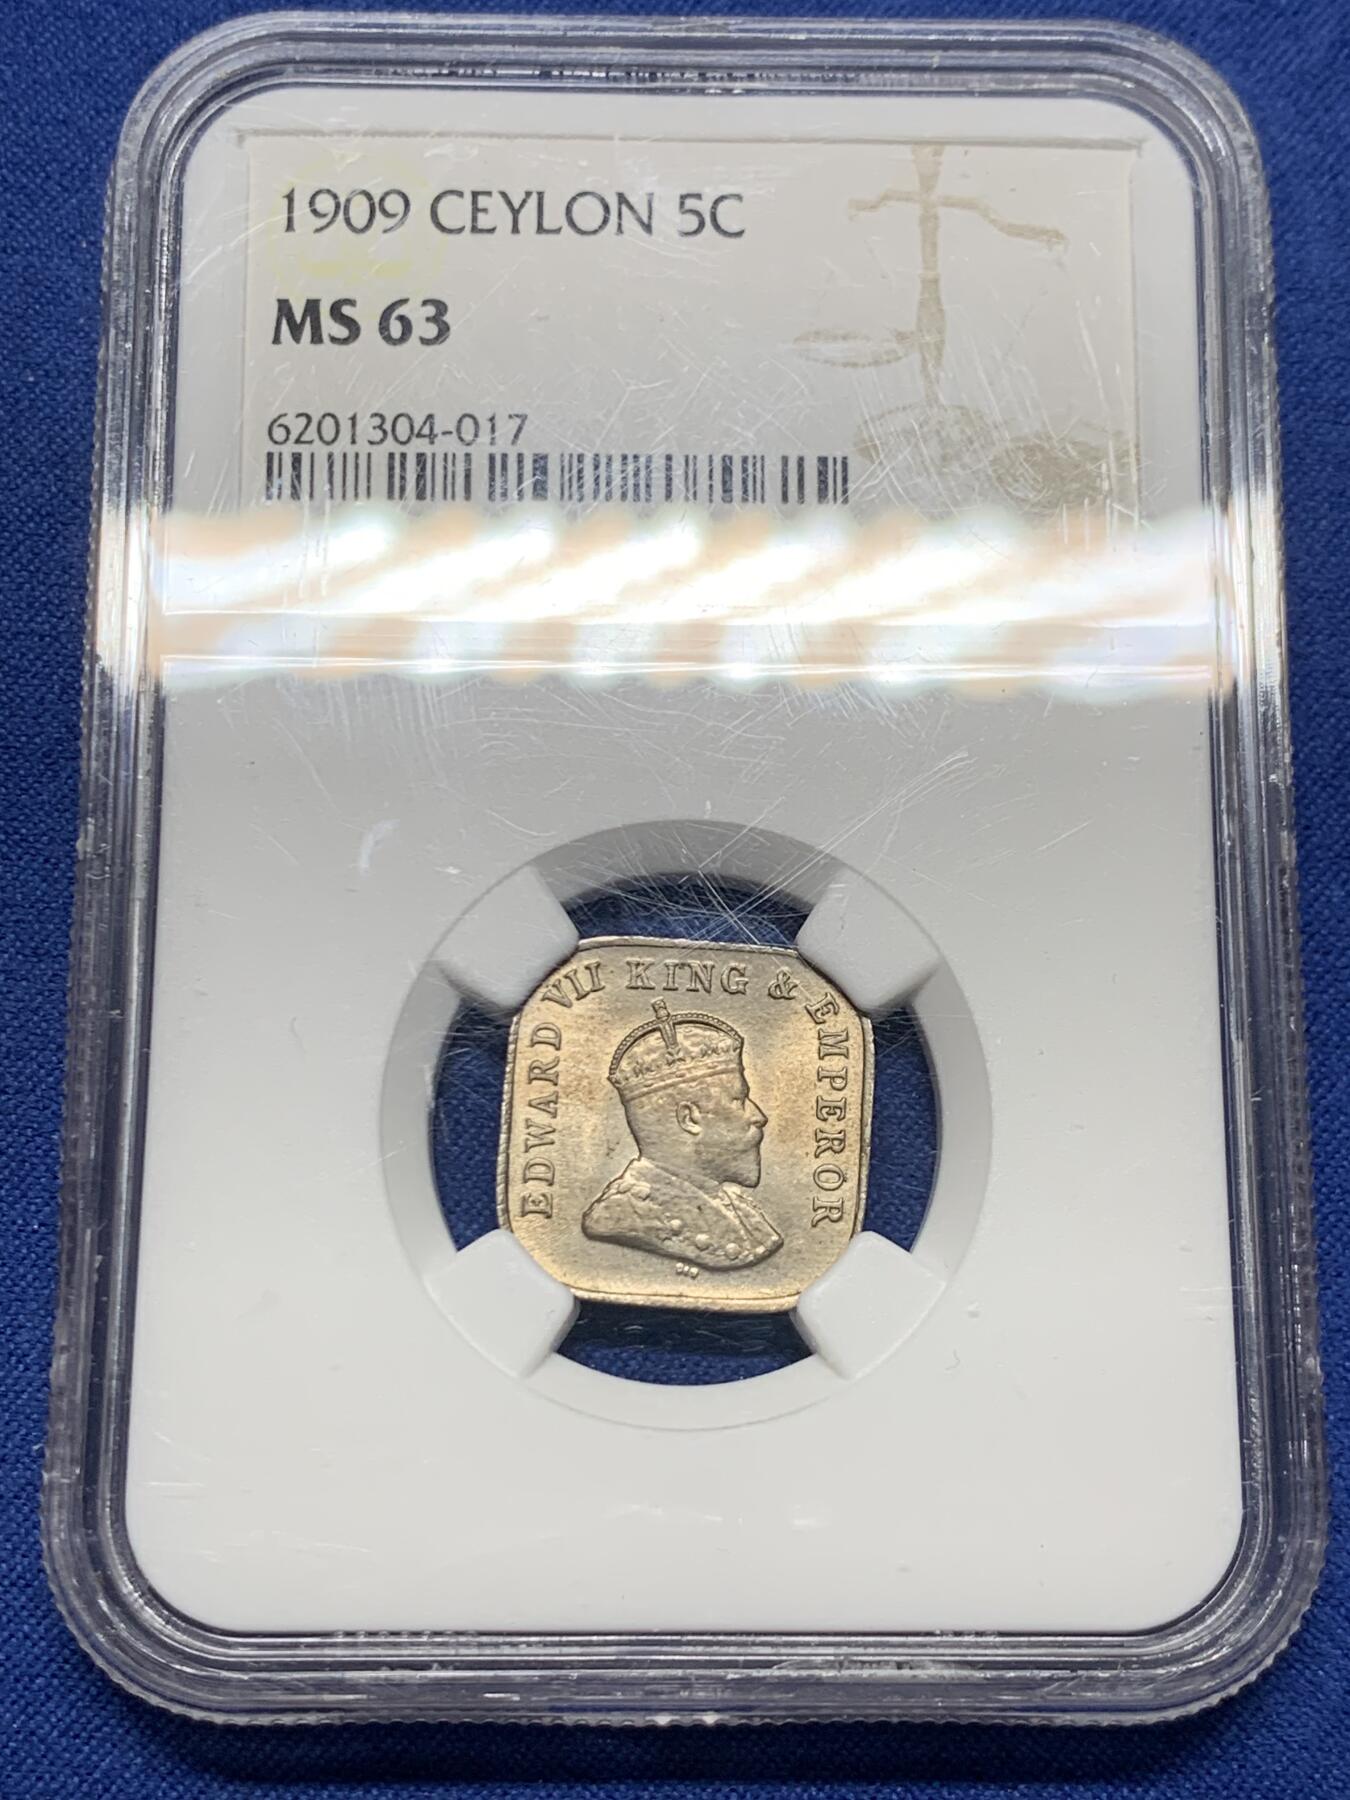 1909 CEYLON 5C
MS 63
6201304-017
EDWARD VII KING & EMPEROR